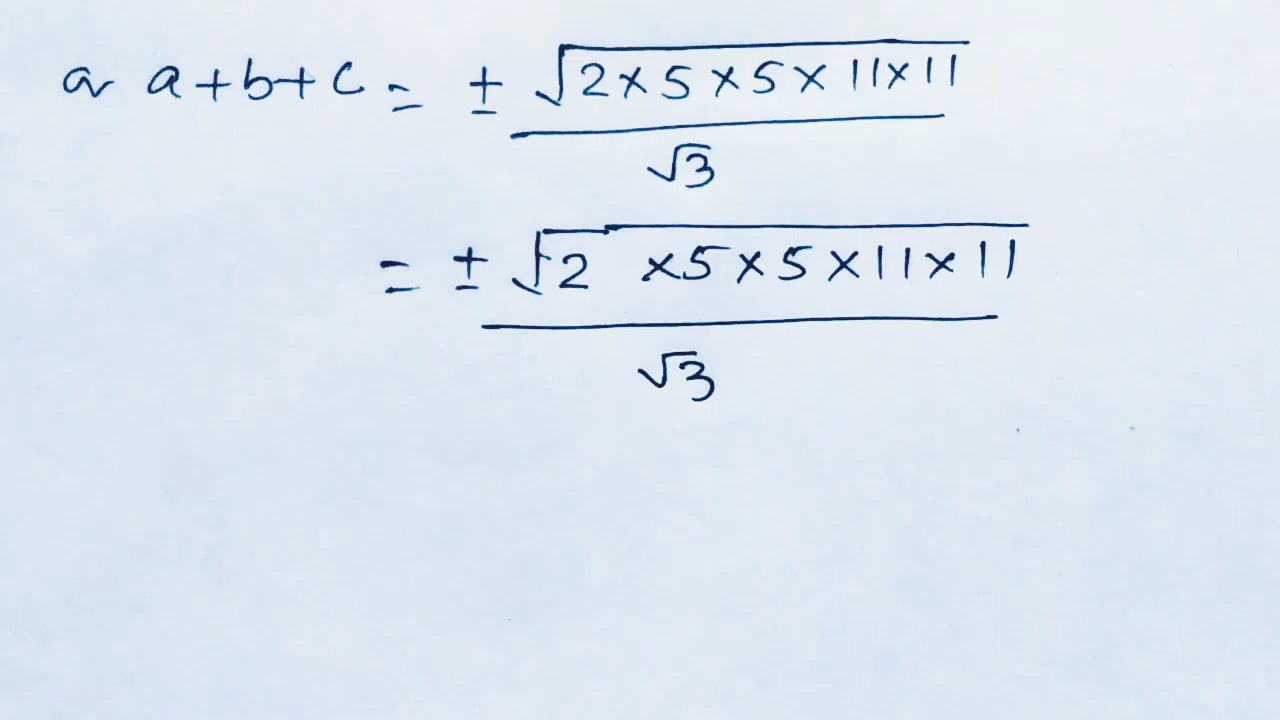 or a+b+c = ± √(2×5×5×11×11) / √3
= ± √(2 ×5×5×11×11) / √3